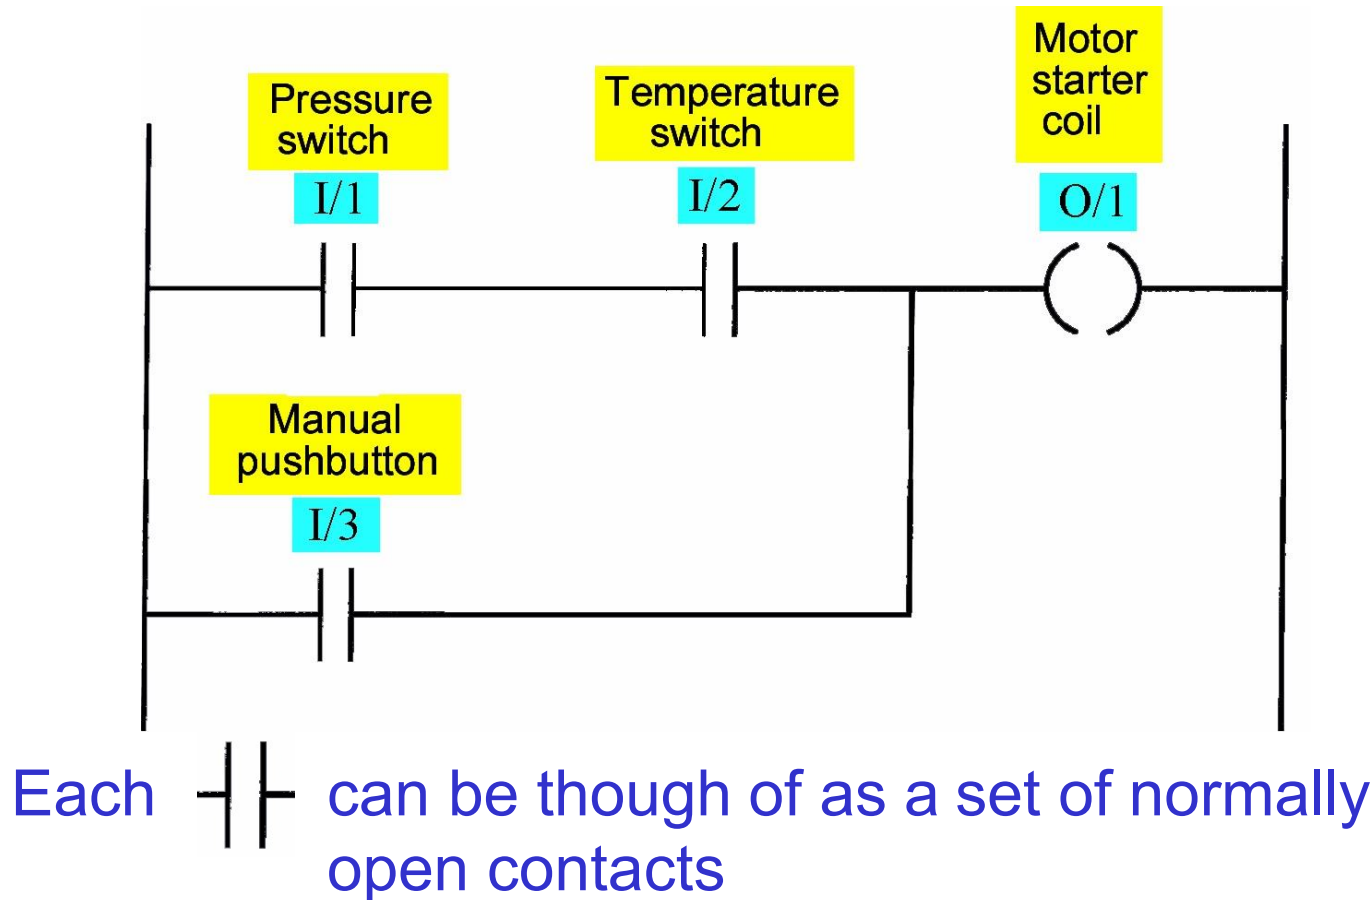 Pressure
switch
I/1
Temperature
switch
I/2
Motor
starter
coil
O/1
Manual
pushbutton
I/3
Each can be though of as a set of normally
open contacts